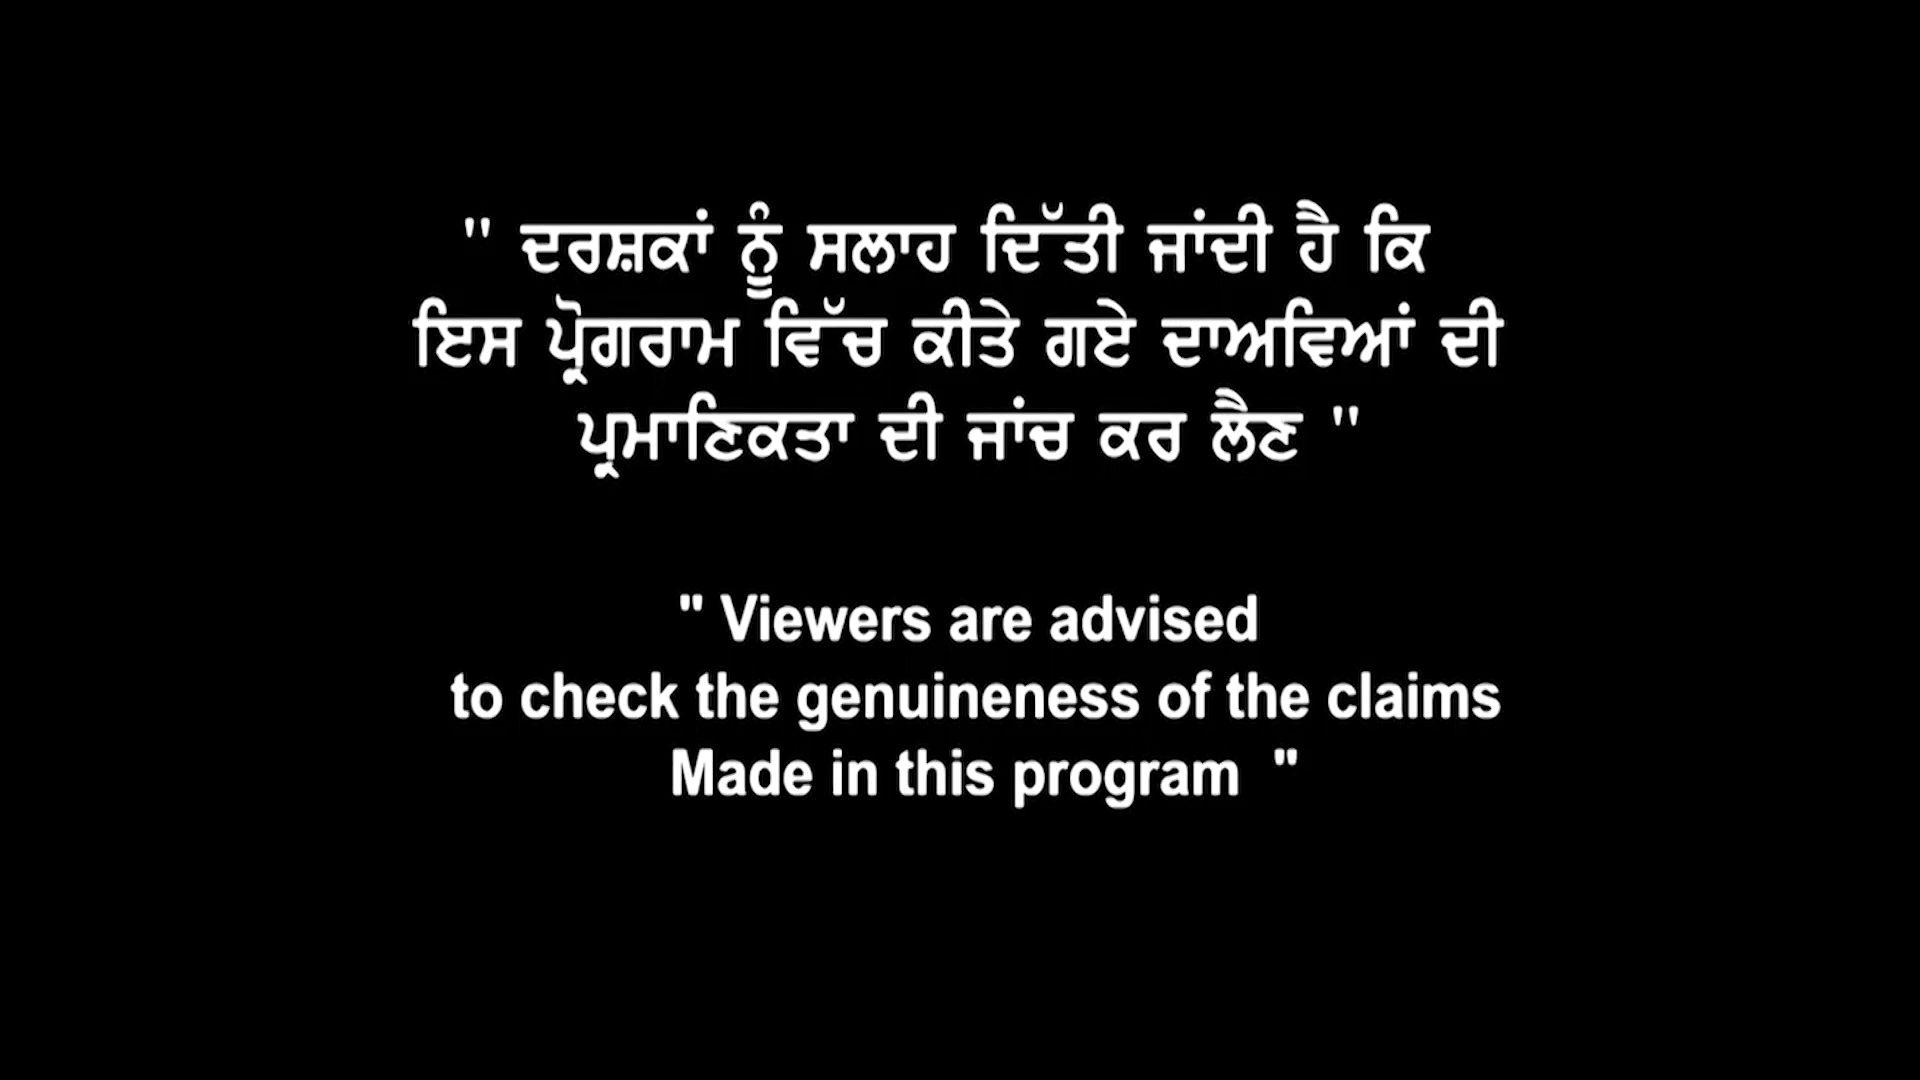 " ਦਰਸ਼ਕਾਂ ਨੂੰ ਸਲਾਹ ਦਿੱਤੀ ਜਾਂਦੀ ਹੈ ਕਿ
ਇਸ ਪ੍ਰੋਗਰਾਮ ਵਿੱਚ ਕੀਤੇ ਗਏ ਦਾਅਵਿਆਂ ਦੀ
ਪ੍ਰਮਾਣਿਕਤਾ ਦੀ ਜਾਂਚ ਕਰ ਲੈਣ "
" Viewers are advised
to check the genuineness of the claims
Made in this program "